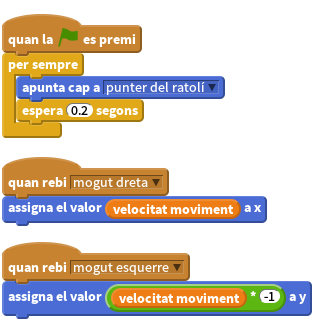 quan la es premi
per sempre
apunta cap a punter del ratolí
espera 0.2 segons
quan rebi mogut dreta
assigna el valor velocitat moviment a x
quan rebi mogut esquerre
assigna el valor velocitat moviment * -1 a y